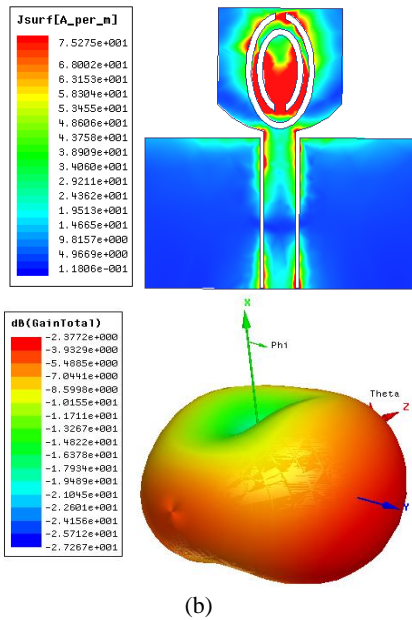 Jsurf[A_per_m]
7.5275e+001
6.8002e+001
6.3153e+001
5.8304e+001
5.3455e+001
4.8606e+001
4.3758e+001
3.8909e+001
3.4060e+001
2.9211e+001
2.4362e+001
1.9513e+001
1.4665e+001
9.8157e+000
4.9669e+000
1.1806e-001
dB(GainTotal)
-2.3772e+000
-3.9329e+000
-5.4885e+000
-7.0441e+000
-8.5998e+000
-1.0155e+001
-1.1711e+001
-1.3267e+001
-1.4822e+001
-1.6378e+001
-1.7934e+001
-1.9489e+001
-2.1045e+001
-2.2601e+001
-2.4156e+001
-2.5712e+001
-2.7267e+001
X
Phi
Theta
Z
Y
(b)